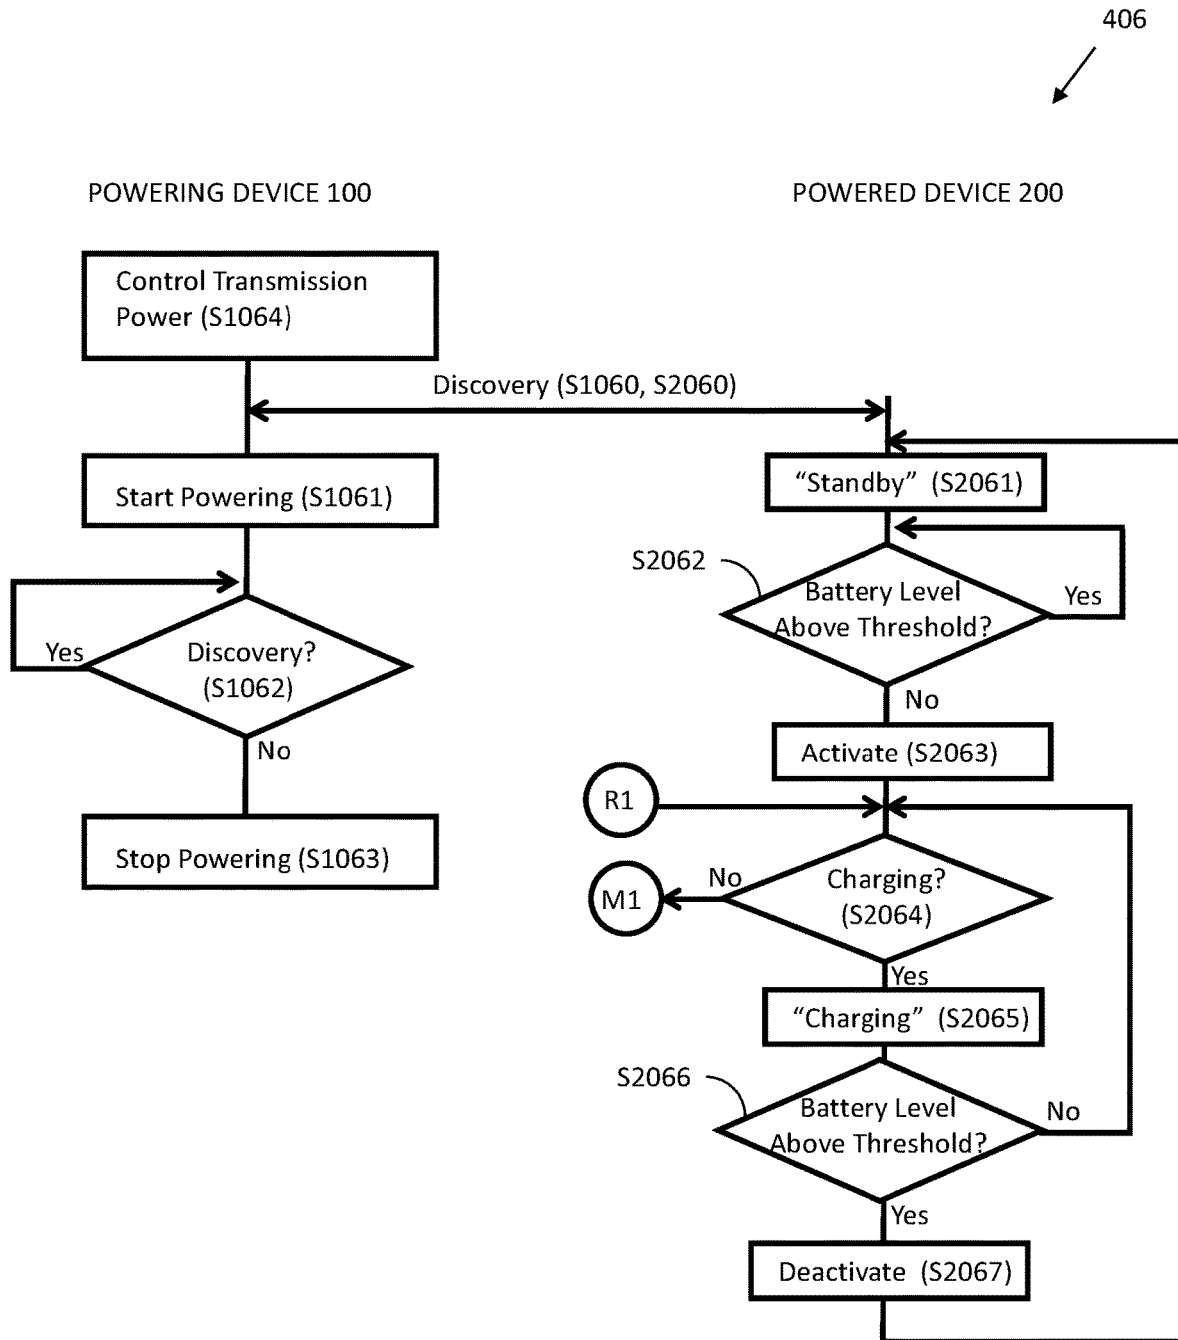 406
POWERING DEVICE 100
POWERED DEVICE 200
Control Transmission
Power (S1064)
Discovery (S1060, S2060)
Start Powering (S1061)
“Standby” (S2061)
S2062
Battery Level
Above Threshold?
Yes
Yes
Discovery?
(S1062)
No
No
Activate (S2063)
R1
Stop Powering (S1063)
No
M1
Charging?
(S2064)
Yes
“Charging” (S2065)
S2066
Battery Level
Above Threshold?
No
Yes
Deactivate (S2067)